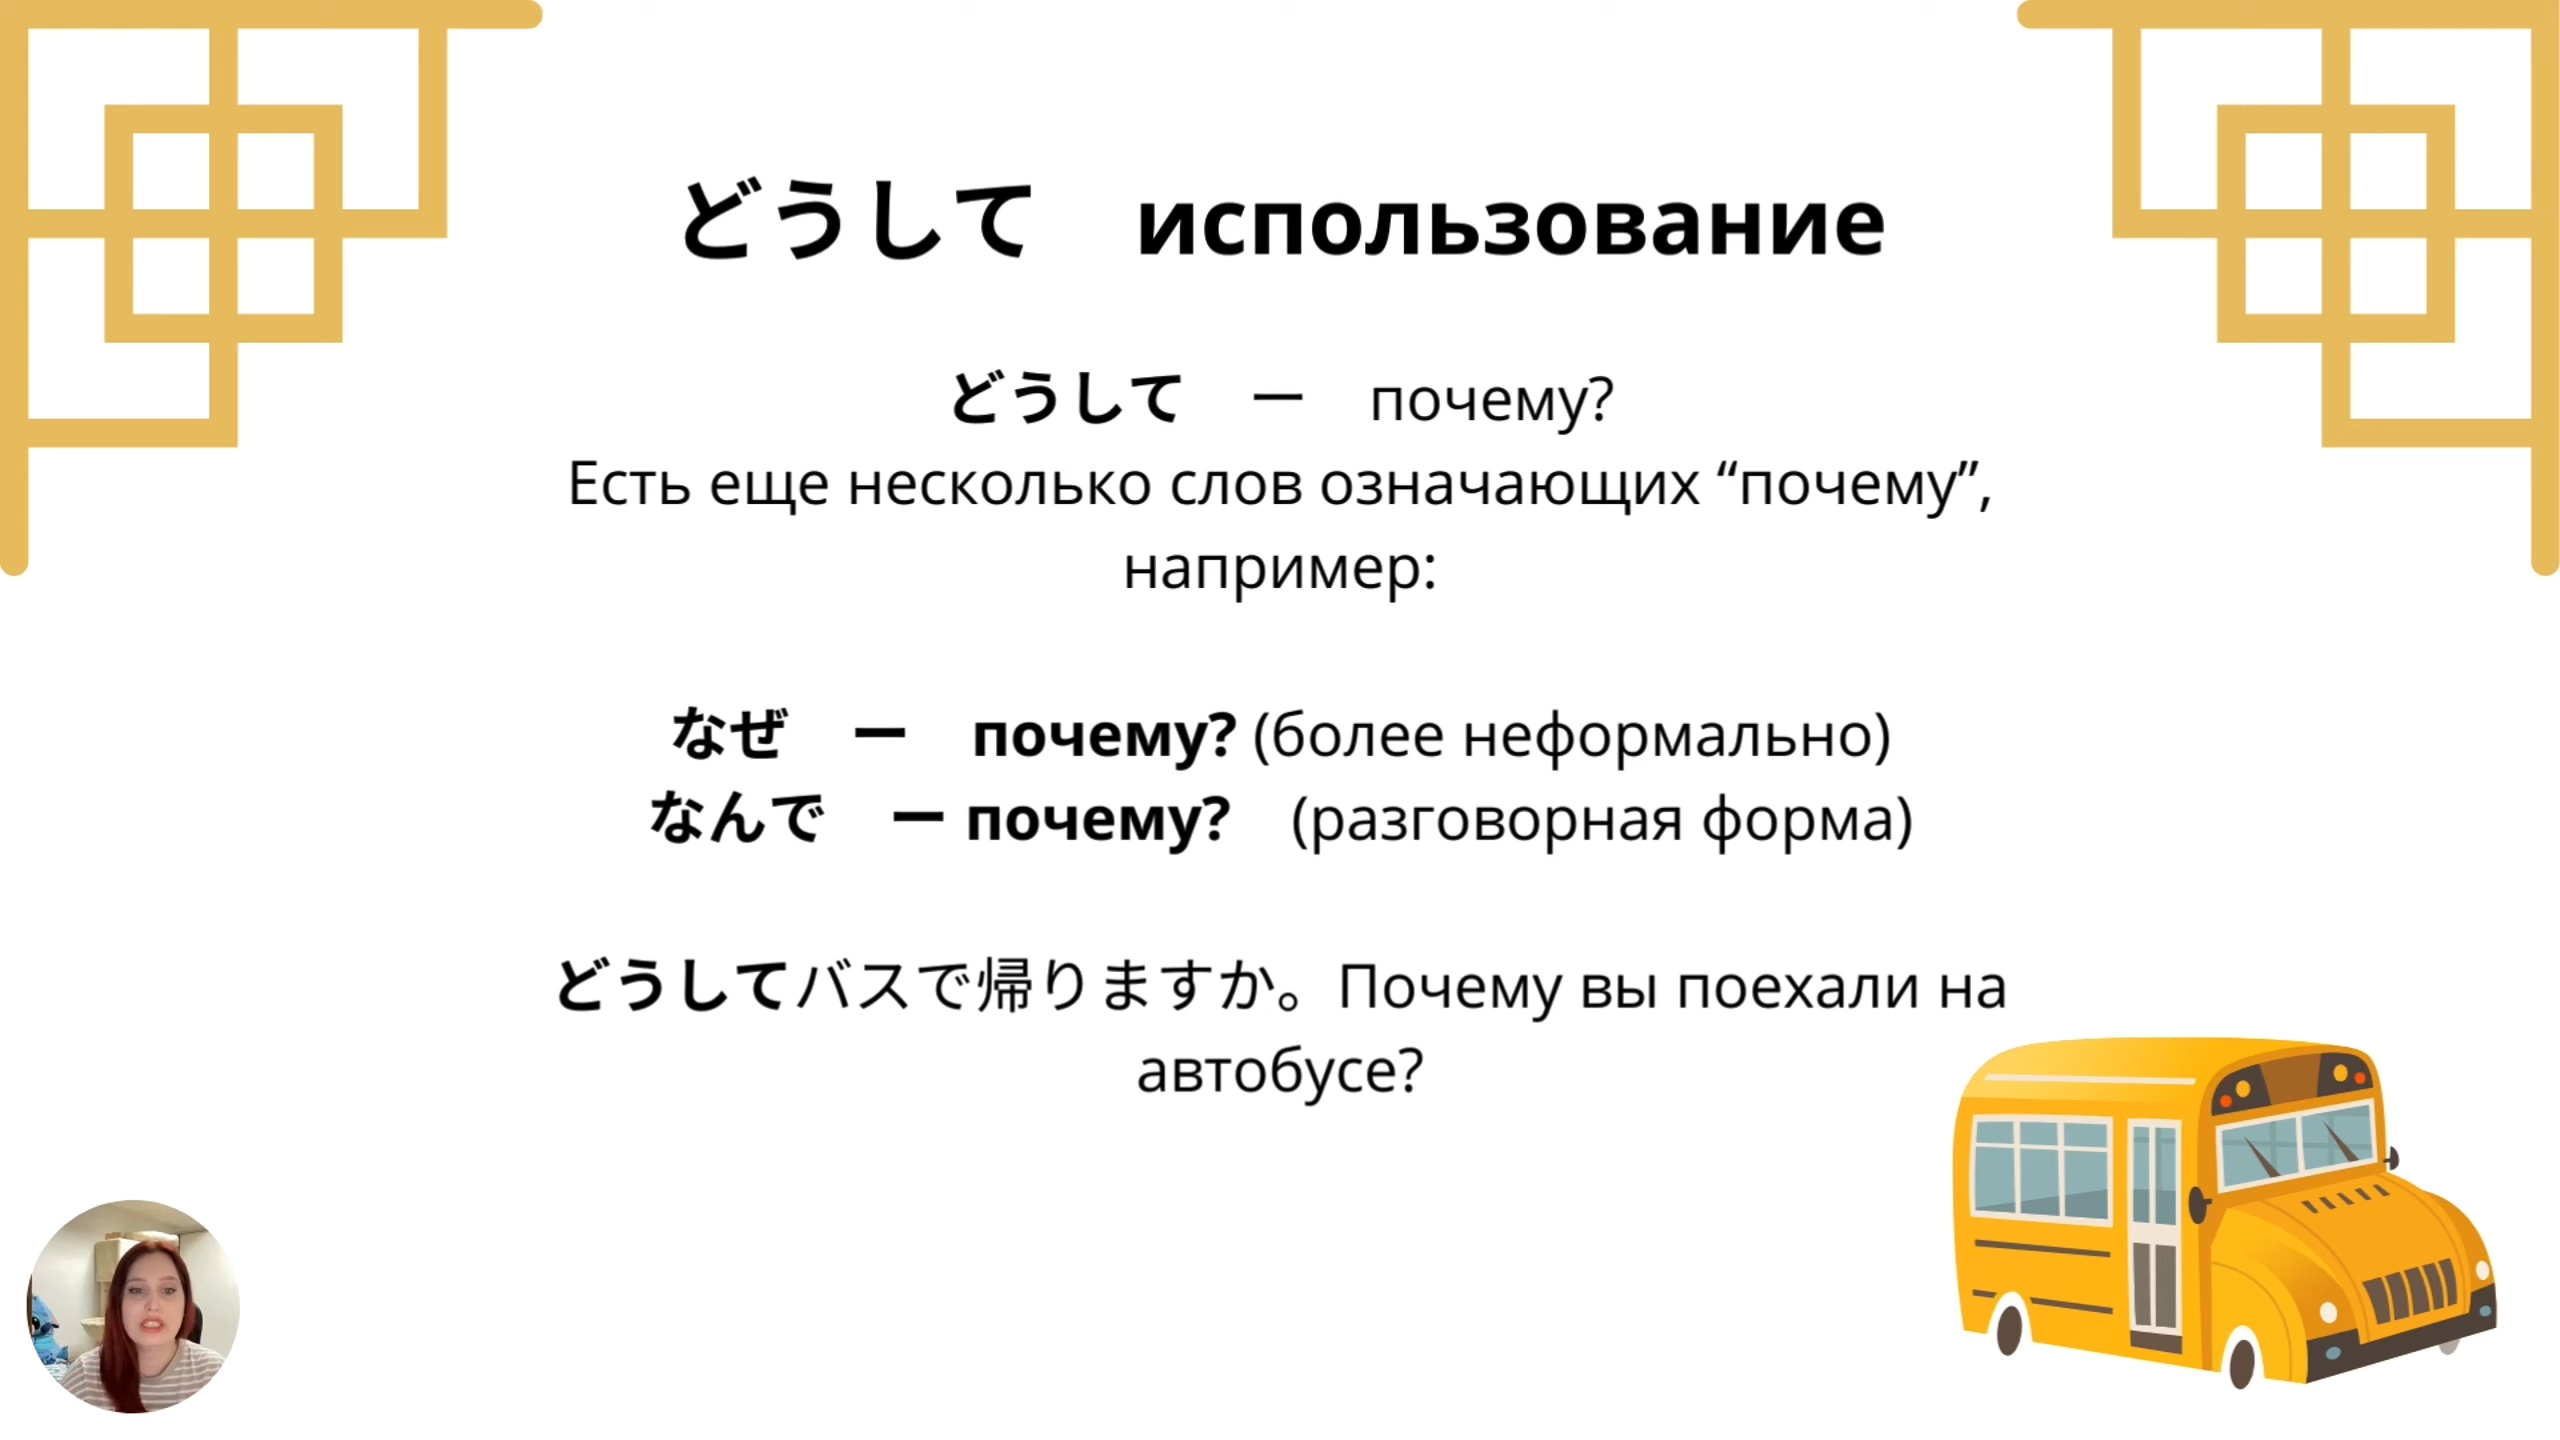 どうして　использование
どうして　ー　почему?
Есть еще несколько слов означающих “почему”,
например:
なぜ　ー　почему? (более неформально)
なんで　ー почему?　(разговорная форма)
どうしてバスで帰りますか。Почему вы поехали на
автобусе?